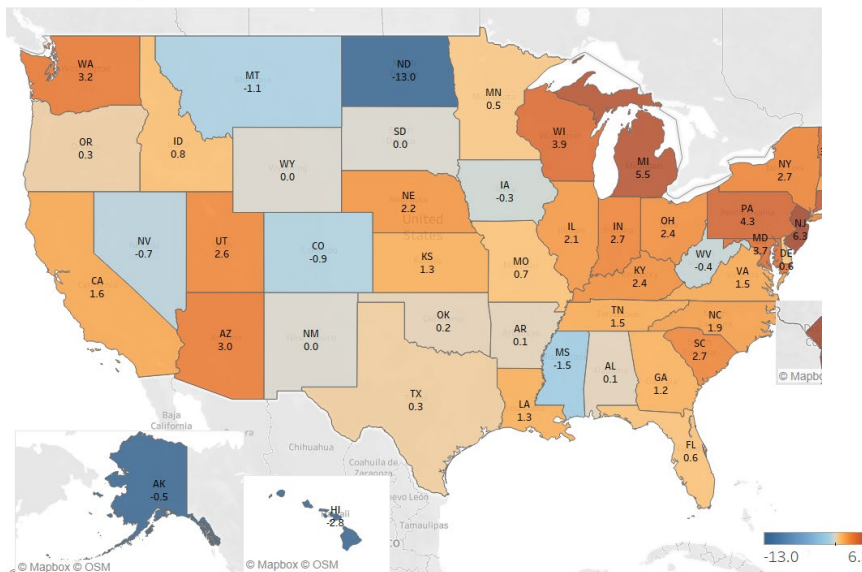 WA
3.2
MT
-1.1
ND
-13.0
MN
0.5
OR
0.3
ID
0.8
WY
0.0
SD
0.0
WI
3.9
MI
5.5
NY
2.7
IA
-0.3
NE
2.2
United
States
NV
-0.7
UT
2.6
CO
-0.9
KS
1.3
MO
0.7
IL
2.1
IN
2.7
OH
2.4
PA
4.3
NJ
6.3
MD
3.7
DE
0.6
WV
-0.4
VA
1.5
KY
2.4
CA
1.6
AZ
3.0
NM
0.0
OK
0.2
AR
0.1
TN
1.5
NC
1.9
SC
2.7
MS
-1.5
AL
0.1
GA
1.2
TX
0.3
LA
1.3
FL
0.6
© Mapbox
Baja
California
Chihuahua
Coahuila de
Zaragoza
Tamaulipas
AK
-0.5
HI
-2.8
© Mapbox © OSM
© Mapbox © OSM
-13.0
6.